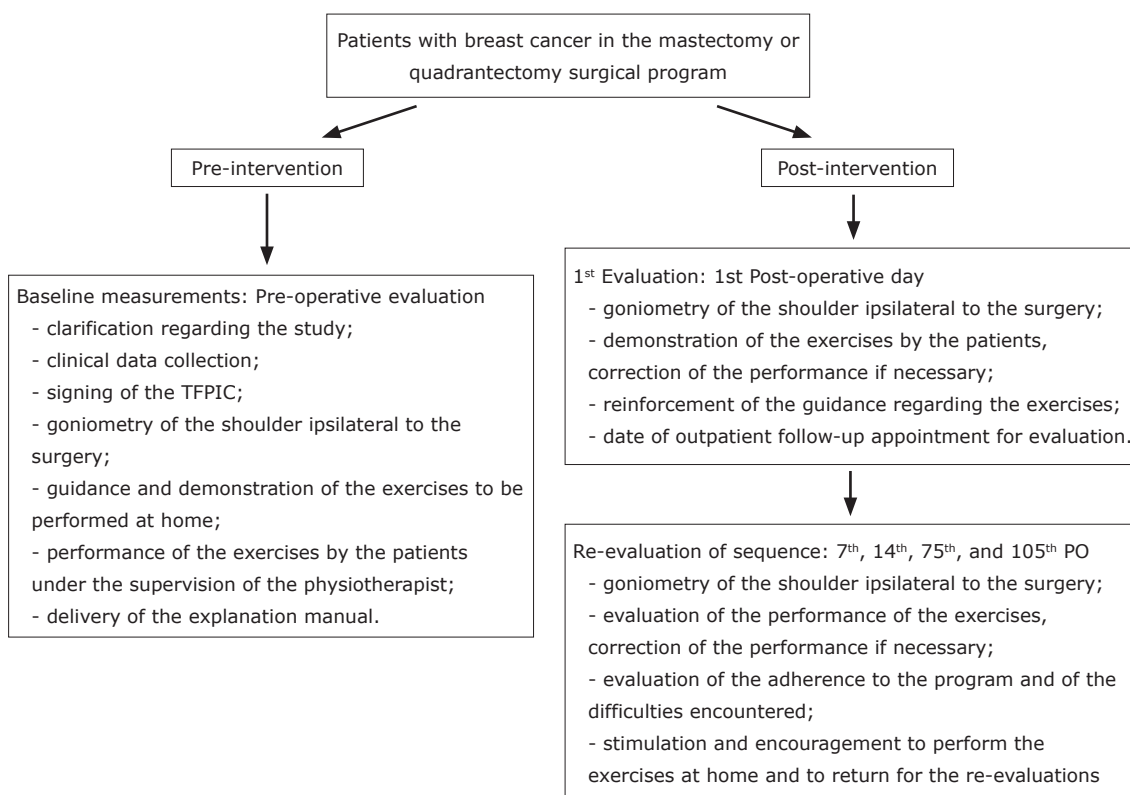 Patients with breast cancer in the mastectomy or
quadrantectomy surgical program
Pre-intervention
Baseline measurements: Pre-operative evaluation
- clarification regarding the study;
- clinical data collection;
- signing of the TFPIC;
- goniometry of the shoulder ipsilateral to the
surgery;
- guidance and demonstration of the exercises to be
performed at home;
- performance of the exercises by the patients
under the supervision of the physiotherapist;
- delivery of the explanation manual.
Post-intervention
1st Evaluation: 1st Post-operative day
- goniometry of the shoulder ipsilateral to the surgery;
- demonstration of the exercises by the patients,
correction of the performance if necessary;
- reinforcement of the guidance regarding the exercises;
- date of outpatient follow-up appointment for evaluation.
Re-evaluation of sequence: 7th, 14th, 75th, and 105th PO
- goniometry of the shoulder ipsilateral to the surgery;
- evaluation of the performance of the exercises,
correction of the performance if necessary;
- evaluation of the adherence to the program and of the
difficulties encountered;
- stimulation and encouragement to perform the
exercises at home and to return for the re-evaluations